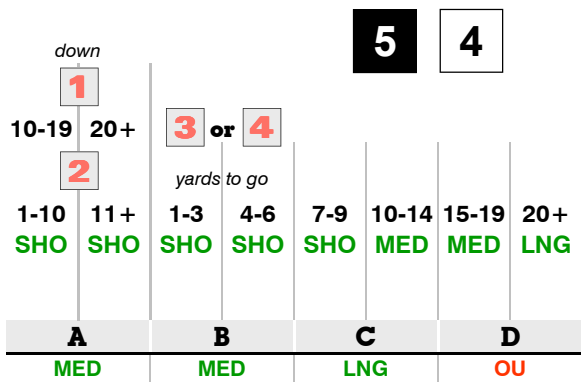 5 4
down
1
10-19 20+ 3 or 4
2 yards to go
1-10 11+ 1-3 4-6 7-9 10-14 15-19 20+
SHO SHO SHO SHO SHO MED MED LNG
A B C D
MED MED LNG OU